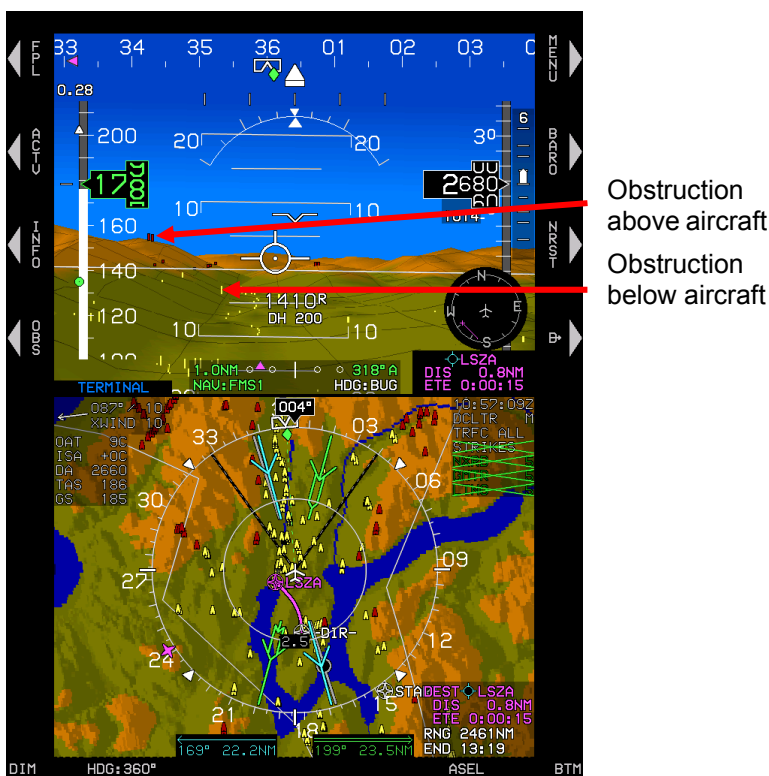 33 34 35 36 01 02 03
FPL
MENU
0.28
6
ACTV
200
20
20
3⁰
BARO
2680
Obstruction
above aircraft
160
10
10
INFO
NRST
140
Obstruction
below aircraft
N
E
S
W
1410R
DH 200
120
10
10
OBS
B→
1.0NM
318°A
NAV:FMS1
HDG:BUG
LSZA
DIS 0.8NM
ETE 0:00:15
TERMINAL
087°/ 10
XWIND 10
004°
10:57:09Z
DCLTR M
TRFC ALL
STRIKES
OAT 9C
ISA +0C
DA 2660
TAS 186
GS 185
33
03
30
06
27
09
LSZA
24
12
-DIR-
2.5
21
15
18
STA
DEST LSZA
DIS 0.8NM
ETE 0:00:15
RNG 2461NM
END 13:19
169° 22.2NM
199° 23.5NM
DIM
HDG:360°
ASEL
BTM